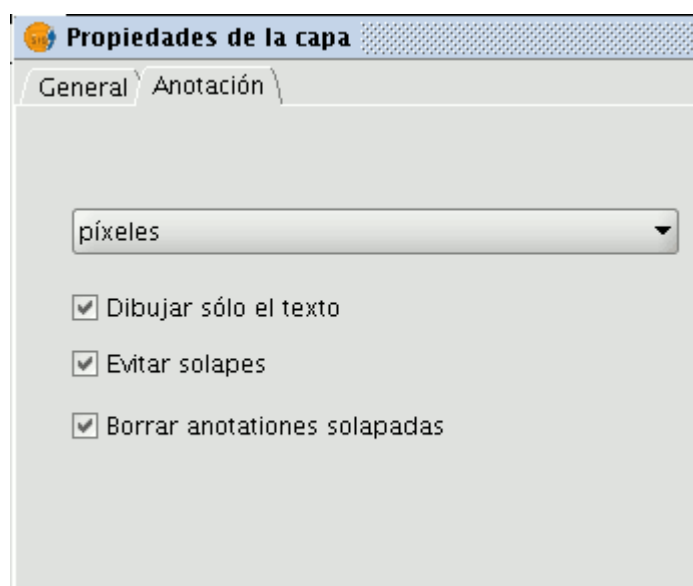 Propiedades de la capa
General Anotación
píxeles
Dibujar sólo el texto
Evitar solapes
Borrar anotationes solapadas